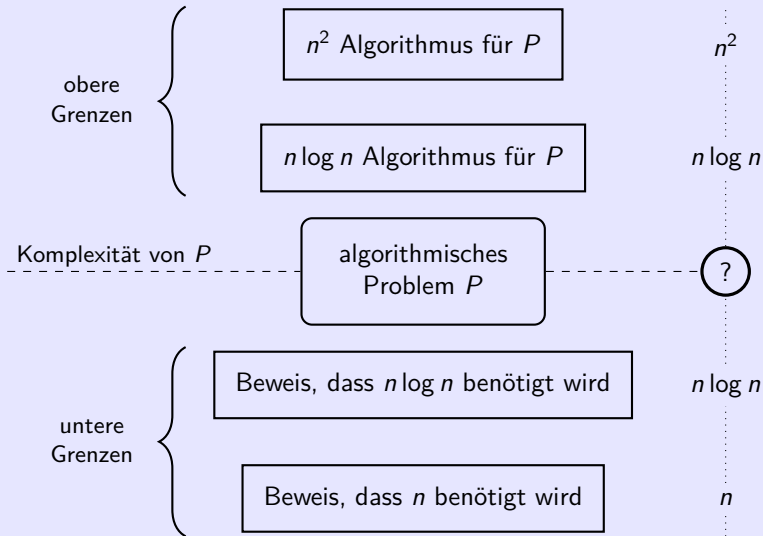 n² Algorithmus für P
n²
obere
Grenzen
n log n Algorithmus für P
n log n
Komplexität von P
algorithmisches
Problem P
?
Beweis, dass n log n benötigt wird
n log n
untere
Grenzen
Beweis, dass n benötigt wird
n